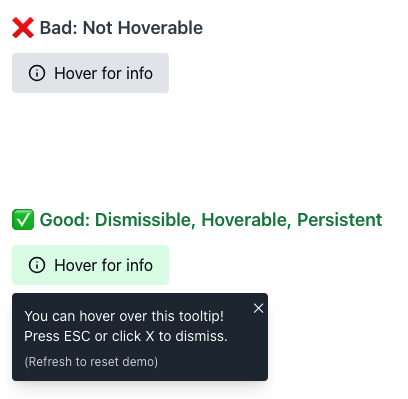 ❌ Bad: Not Hoverable
Hover for info
✅ Good: Dismissible, Hoverable, Persistent
Hover for info
You can hover over this tooltip!
Press ESC or click X to dismiss.
(Refresh to reset demo)